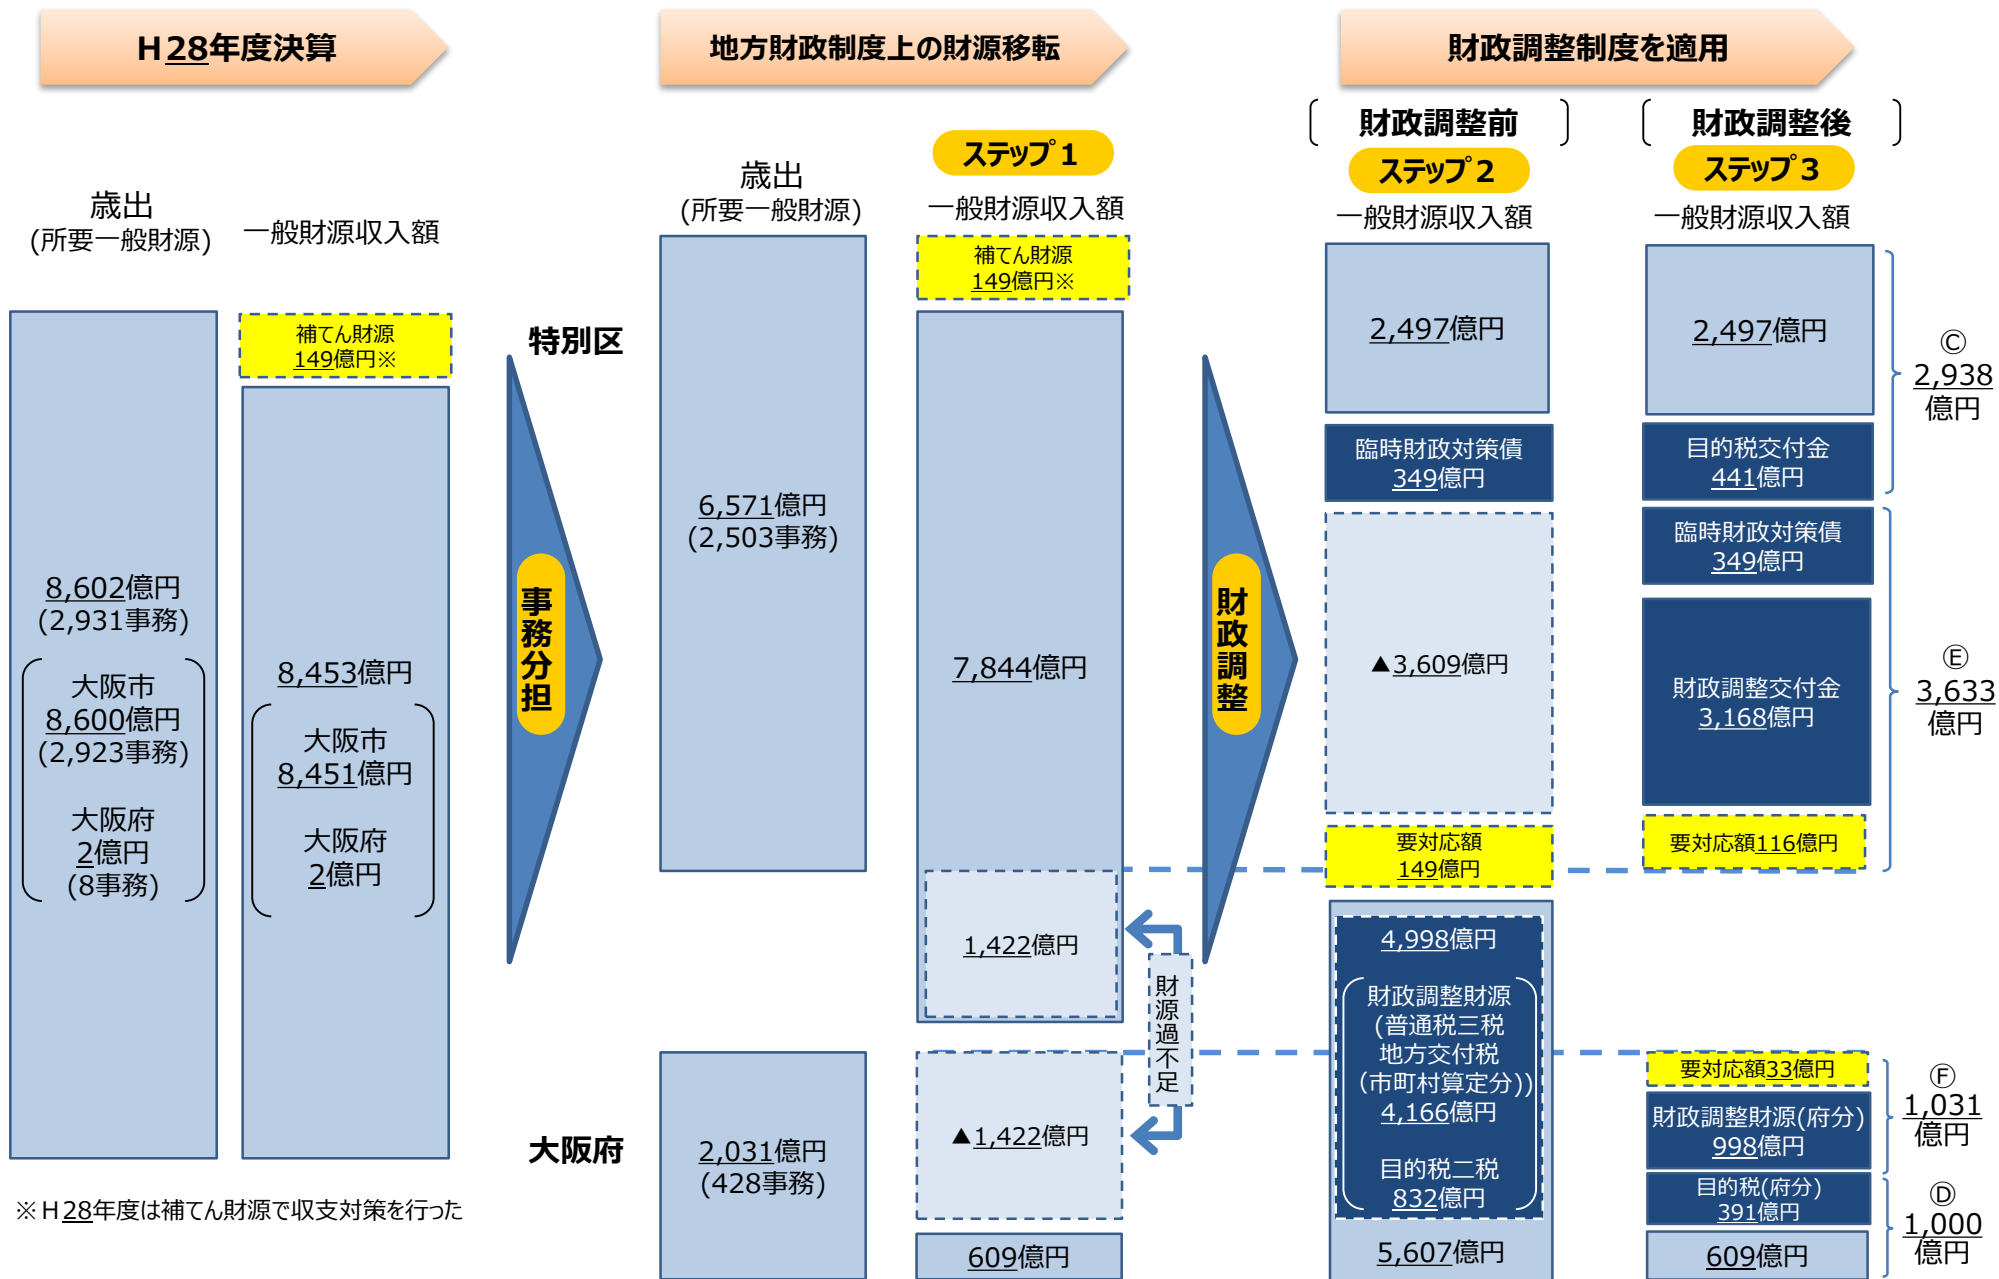 H28年度決算
歳出
(所要一般財源)
一般財源収入額
8,602億円
(2,931事務)
大阪市
8,600億円
(2,923事務)
大阪府
2億円
(8事務)
補てん財源
149億円※
8,453億円
大阪市
8,451億円
大阪府
2億円
※H28年度は補てん財源で収支対策を行った
事務分担
地方財政制度上の財源移転
特別区
大阪府
歳出
(所要一般財源)
6,571億円
(2,503事務)
2,031億円
(428事務)
ステップ1
一般財源収入額
補てん財源
149億円※
7,844億円
1,422億円
▲1,422億円
609億円
財源過不足
財政調整
財政調整制度を適用
財政調整前
ステップ2
一般財源収入額
2,497億円
臨時財政対策債
349億円
▲3,609億円
要対応額
149億円
4,998億円
財政調整財源
(普通税三税
地方交付税
(市町村算定分))
4,166億円
目的税二税
832億円
5,607億円
財政調整後
ステップ3
一般財源収入額
2,497億円
目的税交付金
441億円
臨時財政対策債
349億円
財政調整交付金
3,168億円
要対応額116億円
要対応額33億円
財政調整財源(府分)
998億円
目的税(府分)
391億円
609億円
Ⓒ
2,938
億円
Ⓔ
3,633
億円
Ⓕ
1,031
億円
Ⓓ
1,000
億円